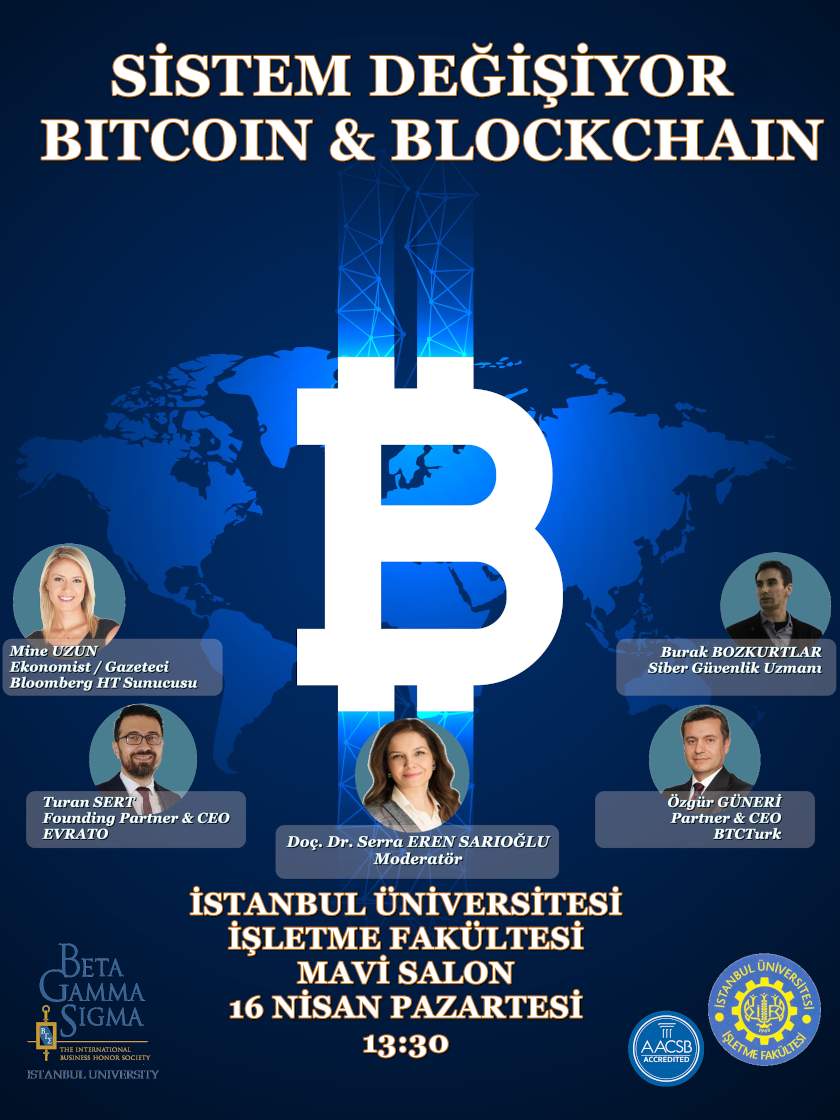 SİSTEM DEĞİŞİYOR
BITCOIN & BLOCKCHAIN
Mine UZUN
Ekonomist / Gazeteci
Bloomberg HT Sunucusu
Burak BOZKURTLAR
Siber Güvenlik Uzmanı
Turan SERT
Founding Partner & CEO
EVRATO
Doç. Dr. Serra EREN SARIOĞLU
Moderatör
Özgür GÜNERİ
Partner & CEO
BTCTurk
İSTANBUL ÜNİVERSİTESİ
İŞLETME FAKÜLTESİ
MAVİ SALON
16 NİSAN PAZARTESİ
13:30
BETA
GAMMA
SIGMA
ΒΓΣ
THE INTERNATIONAL
BUSINESS HONOR SOCIETY
ISTANBUL UNIVERSITY
AACSB
ACCREDITED
İSTANBUL ÜNİVERSİTESİ
1968
İŞLETME FAKÜLTESİ